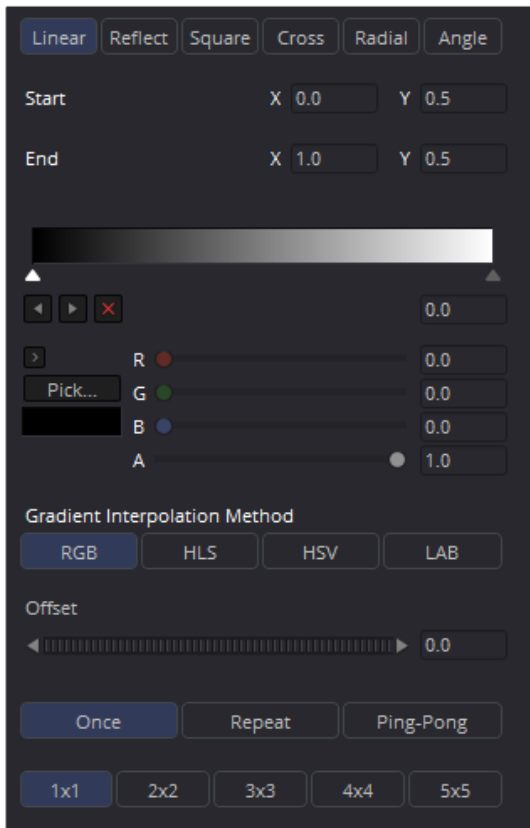 Linear Reflect Square Cross Radial Angle
Start X 0.0 Y 0.5
End X 1.0 Y 0.5
0.0
R 0.0
Pick... G 0.0
B 0.0
A 1.0
Gradient Interpolation Method
RGB HLS HSV LAB
Offset
0.0
Once Repeat Ping-Pong
1x1 2x2 3x3 4x4 5x5